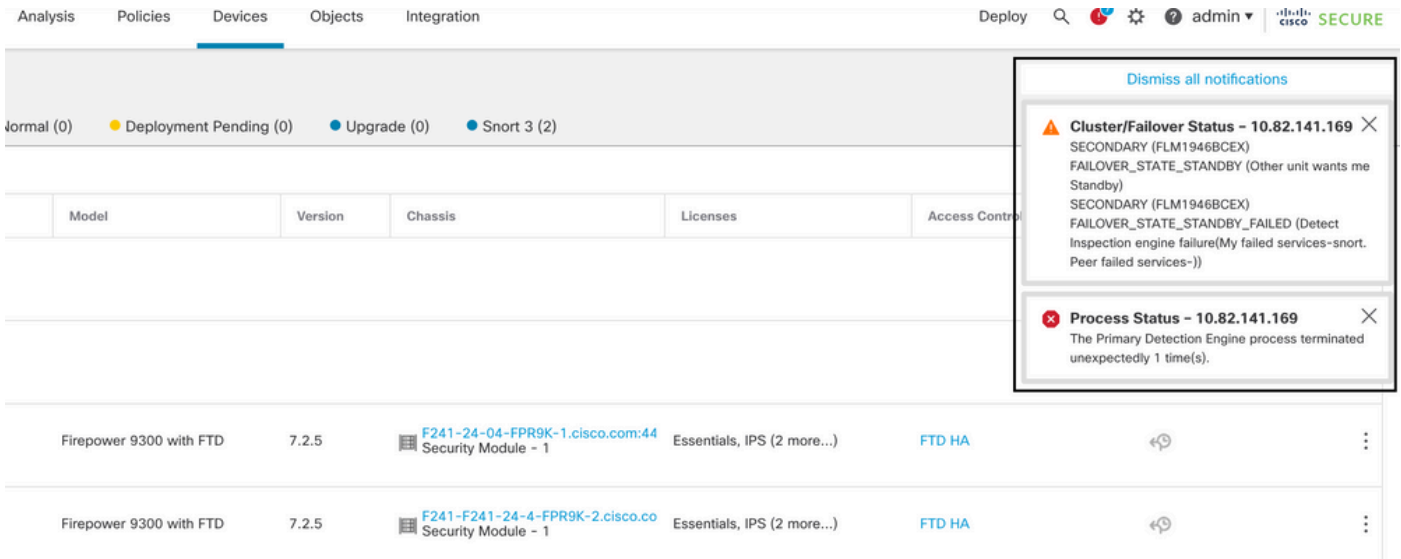 Analysis Policies Devices Objects Integration Deploy admin cisco SECURE
Dismiss all notifications
Normal (0) Deployment Pending (0) Upgrade (0) Snort 3 (2)
Cluster/Failover Status - 10.82.141.169
SECONDARY (FLM1946BCEX)
FAILOVER_STATE_STANDBY (Other unit wants me
Standby)
SECONDARY (FLM1946BCEX)
FAILOVER_STATE_STANDBY_FAILED (Detect
Inspection engine failure(My failed services-snort.
Peer failed services-))
Process Status - 10.82.141.169
The Primary Detection Engine process terminated
unexpectedly 1 time(s).
Model Version Chassis Licenses Access Control
Firepower 9300 with FTD 7.2.5 F241-24-04-FPR9K-1.cisco.com:44 Essentials, IPS (2 more...) FTD HA
Security Module - 1
Firepower 9300 with FTD 7.2.5 F241-F241-24-4-FPR9K-2.cisco.co Essentials, IPS (2 more...) FTD HA
Security Module - 1